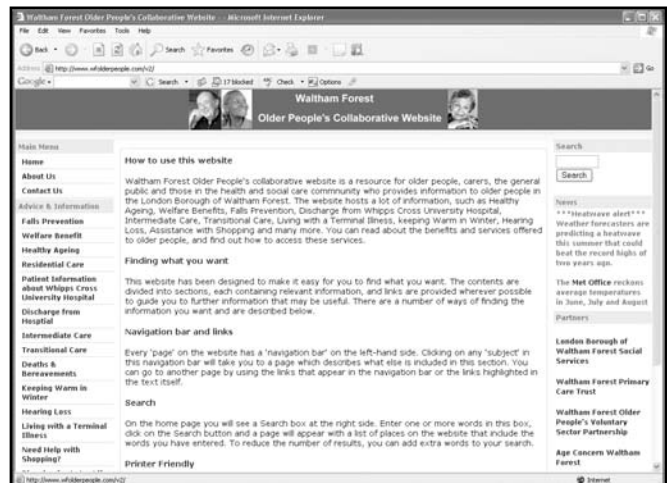 Waltham Forest Older People's Collaborative Website - - Microsoft Internet Explorer
File Edit View Favorites Tools Help
Back Search Favorites
Address http://www.wfolderpeople.com/v2/ Go
Google Search 17 blocked Check Options
Waltham Forest
Older People's Collaborative Website
Main Menu
Home
About Us
Contact Us
Advice & Information
Falls Prevention
Welfare Benefit
Healthy Ageing
Residential Care
Patient Information
about Whipps Cross
University Hospital
Discharge from
Hosptial
Intermediate Care
Transitional Care
Deaths &
Bereavements
Keeping Warm in
Winter
Hearing Loss
Living with a Terminal
Illness
Need Help with
Shopping?
How to use this website
Waltham Forest Older People's collaborative website is a resource for older people, carers, the general
public and those in the health and social care commnunity who provides information to older people in
the London Borough of Waltham Forest. The website hosts a lot of information, such as Healthy
Ageing, Welfare Benefits, Falls Prevention, Discharge from Whipps Cross University Hospital,
Intermediate Care, Transitional Care, Living with a Terminal Illness, keeping Warm in Winter, Hearing
Loss, Assistance with Shopping and many more. You can read about the benefits and services offered
to older people, and find out how to access these services.
Finding what you want
This website has been designed to make it easy for you to find what you want. The contents are
divided into sections, each containing relevant information, and links are provided wherever possible
to guide you to further information that may be useful. There are a number of ways of finding the
information you want and are described below.
Navigation bar and links
Every 'page' on the website has a 'navigation bar' on the left-hand side. Clicking on any 'subject' in
this navigation bar will take you to a page which describes what else is included in this section. You
can go to another page by using the links that appear in the navigation bar or the links highlighted in
the text itself.
Search
On the home page you will see a Search box at the right side. Enter one or more words in this box,
click on the Search button and a page will appear with a list of places on the website that include the
words you have entered. To reduce the number of results, you can add extra words to your search.
Printer Friendly
Search
Search
News
***Heatwave alert***
Weather forecasters are
predicting a heatwave
this summer that could
beat the record highs of
two years ago.
The Met Office reckons
average temperatures
in June, July and August
Partners
London Borough of
Waltham Forest Social
Services
Waltham Forest Primary
Care Trust
Waltham Forest Older
People's Voluntary
Sector Partnership
Age Concern Waltham
Forest
http://www.wfolderpeople.com/v2/ Internet